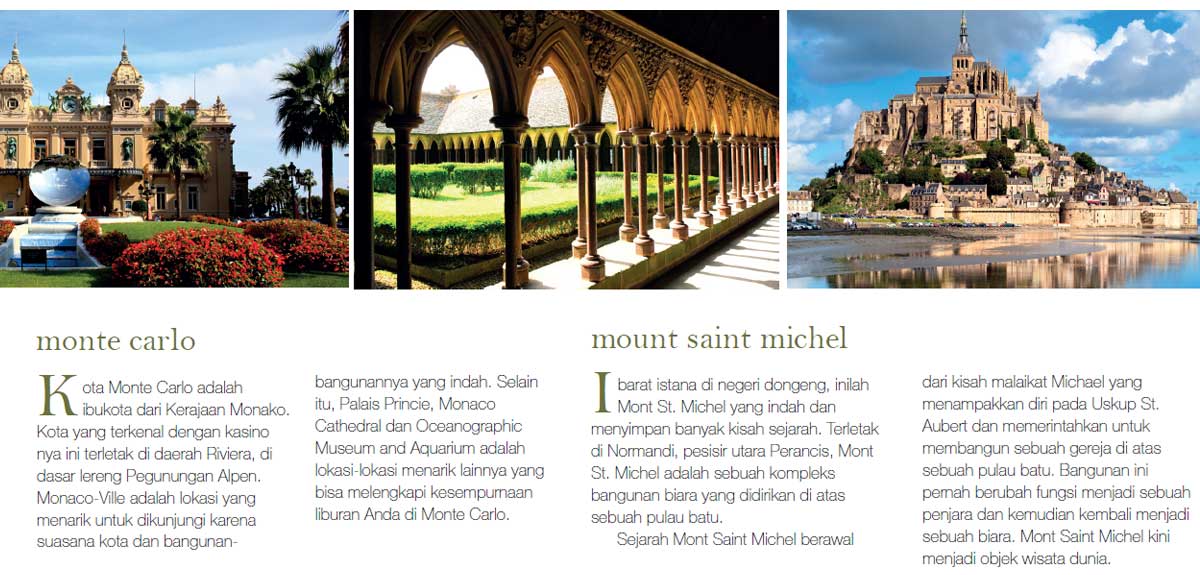 monte carlo
Kota Monte Carlo adalah
ibukota dari Kerajaan Monako.
Kota yang terkenal dengan kasino
nya ini terletak di daerah Riviera, di
dasar lereng Pegunungan Alpen.
Monaco-Ville adalah lokasi yang
menarik untuk dikunjungi karena
suasana kota dan bangunan-
bangunannya yang indah. Selain
itu, Palais Princie, Monaco
Cathedral dan Oceanographic
Museum and Aquarium adalah
lokasi-lokasi menarik lainnya yang
bisa melengkapi kesempurnaan
liburan Anda di Monte Carlo.
mount saint michel
Ibarat istana di negeri dongeng, inilah
Mont St. Michel yang indah dan
menyimpan banyak kisah sejarah. Terletak
di Normandi, pesisir utara Perancis, Mont
St. Michel adalah sebuah kompleks
bangunan biara yang didirikan di atas
sebuah pulau batu.
Sejarah Mont Saint Michel berawal
dari kisah malaikat Michael yang
menampakkan diri pada Uskup St.
Aubert dan memerintahkan untuk
membangun sebuah gereja di atas
sebuah pulau batu. Bangunan ini
pernah berubah fungsi menjadi sebuah
penjara dan kemudian kembali menjadi
sebuah biara. Mont Saint Michel kini
menjadi objek wisata dunia.